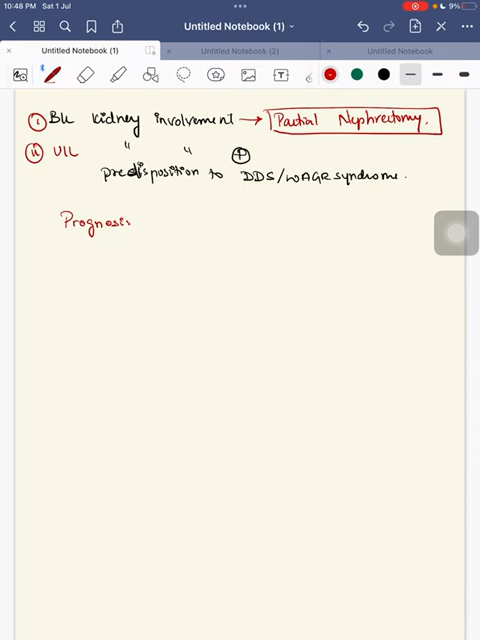 10:48 PM Sat 1 Jul
9%
Untitled Notebook (1)
Untitled Notebook (1)
Untitled Notebook (2)
Untitled Notebook
i B/L kidney involvement → Partial Nephrectomy.
ii U/L " " +
predisposition to DDS/WAGR syndrome.
Prognosis